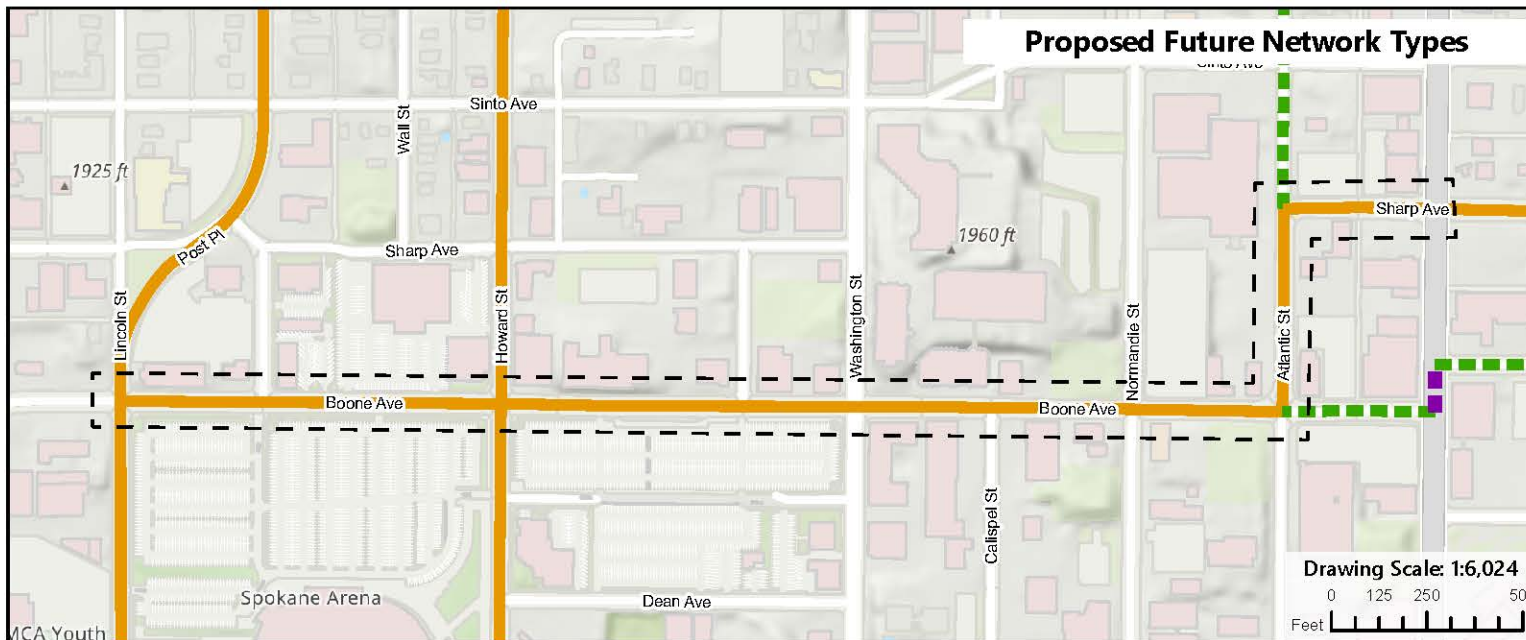 Proposed Future Network Types
Sinto Ave
Sinto Ave
Wall St
1925 ft
Post Pl
Sharp Ave
Sharp Ave
1960 ft
Lincoln St
Howard St
Washington St
Normandie St
Atlantic St
Boone Ave
Boone Ave
Calispel St
Spokane Arena
Dean Ave
MCA Youth
Drawing Scale: 1:6,024
0 125 250 50
Feet